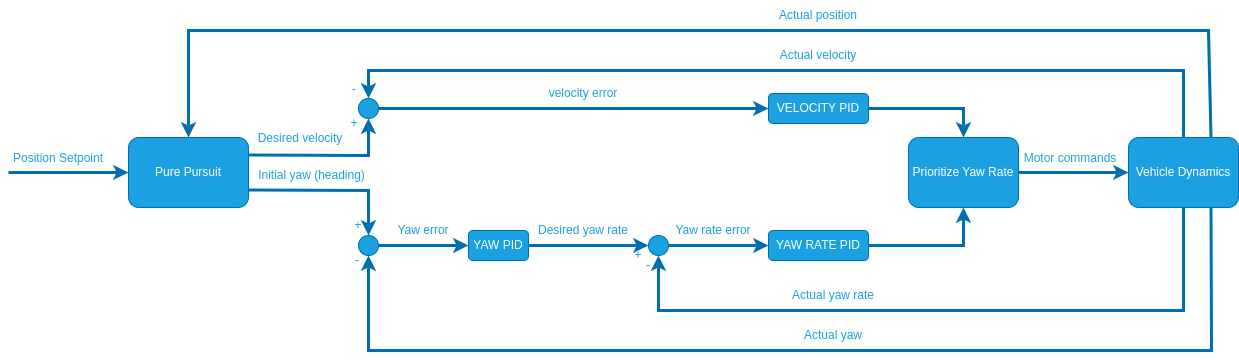 Actual position
Actual velocity
-
velocity error
VELOCITY PID
+
Desired velocity
Position Setpoint
Pure Pursuit
Initial yaw (heading)
Prioritize Yaw Rate
Motor commands
Vehicle Dynamics
+
Yaw error
YAW PID
Desired yaw rate
Yaw rate error
YAW RATE PID
-
+
-
Actual yaw rate
Actual yaw